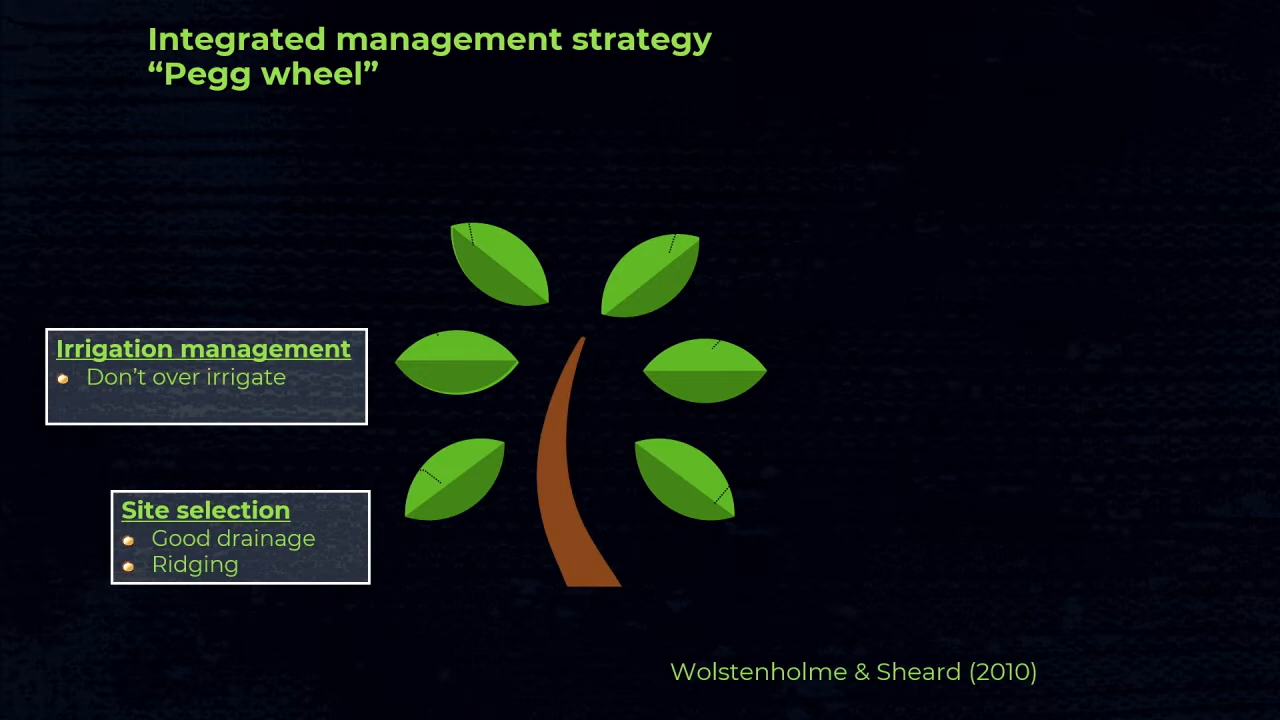 Integrated management strategy
“Pegg wheel”
Irrigation management
Don’t over irrigate
Site selection
Good drainage
Ridging
Wolstenholme & Sheard (2010)